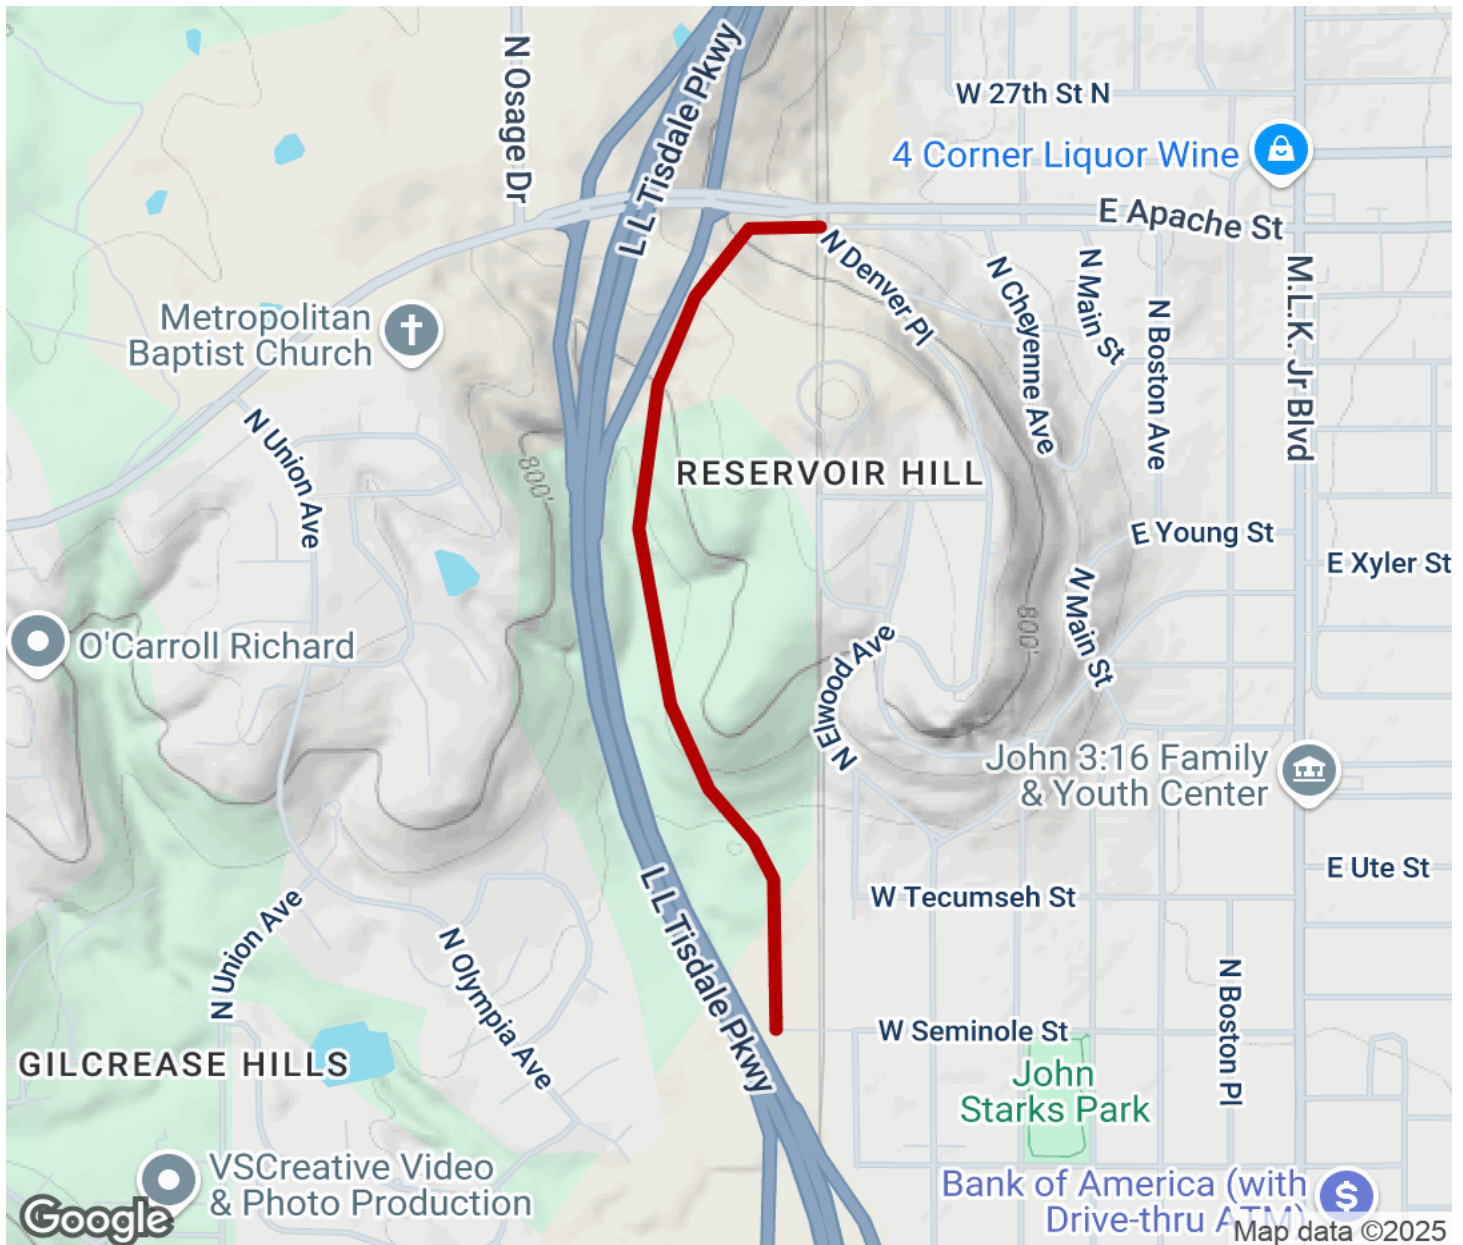 N Osage Dr
L L Tisdale Pkwy
W 27th St N
4 Corner Liquor Wine
E Apache St
N Denver Pl
N Cheyenne Ave
N Main St
N Boston Ave
M.L.K. Jr Blvd
Metropolitan
Baptist Church
N Union Ave
800'
RESERVOIR HILL
E Young St
E Xyler St
N Main St
800'
O'Carroll Richard
N Elwood Ave
John 3:16 Family
& Youth Center
E Ute St
W Tecumseh St
L L Tisdale Pkwy
N Union Ave
N Olympia Ave
N Boston Pl
W Seminole St
GILCREASE HILLS
John
Starks Park
VSCreative Video
& Photo Production
Bank of America (with
Drive-thru ATM)
Google
Map data ©2025